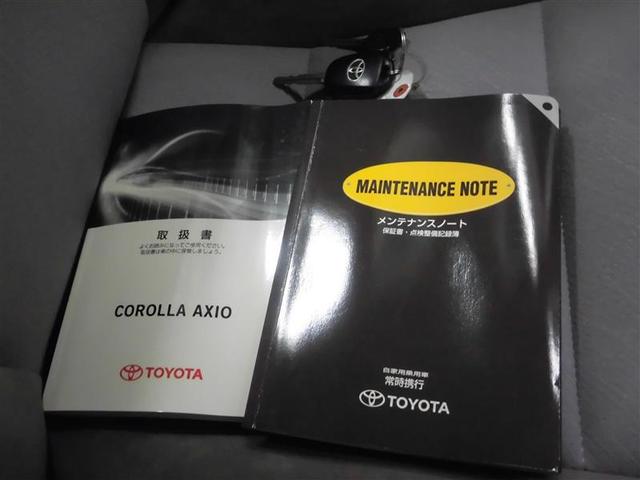 取扱書
よくお読みになってご使用ください。
取扱書は車の中に保管しましょう。
COROLLA AXIO
TOYOTA
MAINTENANCE NOTE
メンテナンスノート
保証書・点検整備記録簿
自家用乗用車
常時携行
TOYOTA